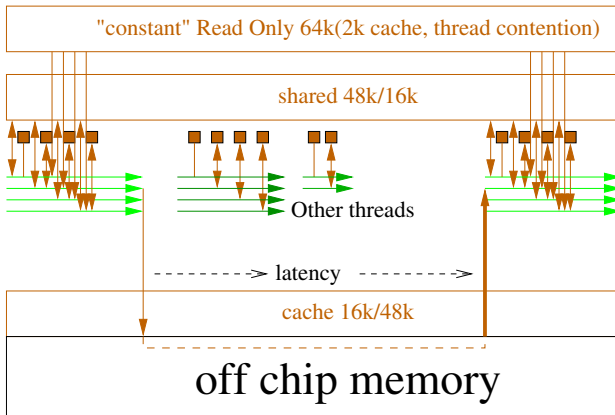 "constant" Read Only 64k(2k cache, thread contention)
shared 48k/16k
Other threads
latency
cache 16k/48k
off chip memory